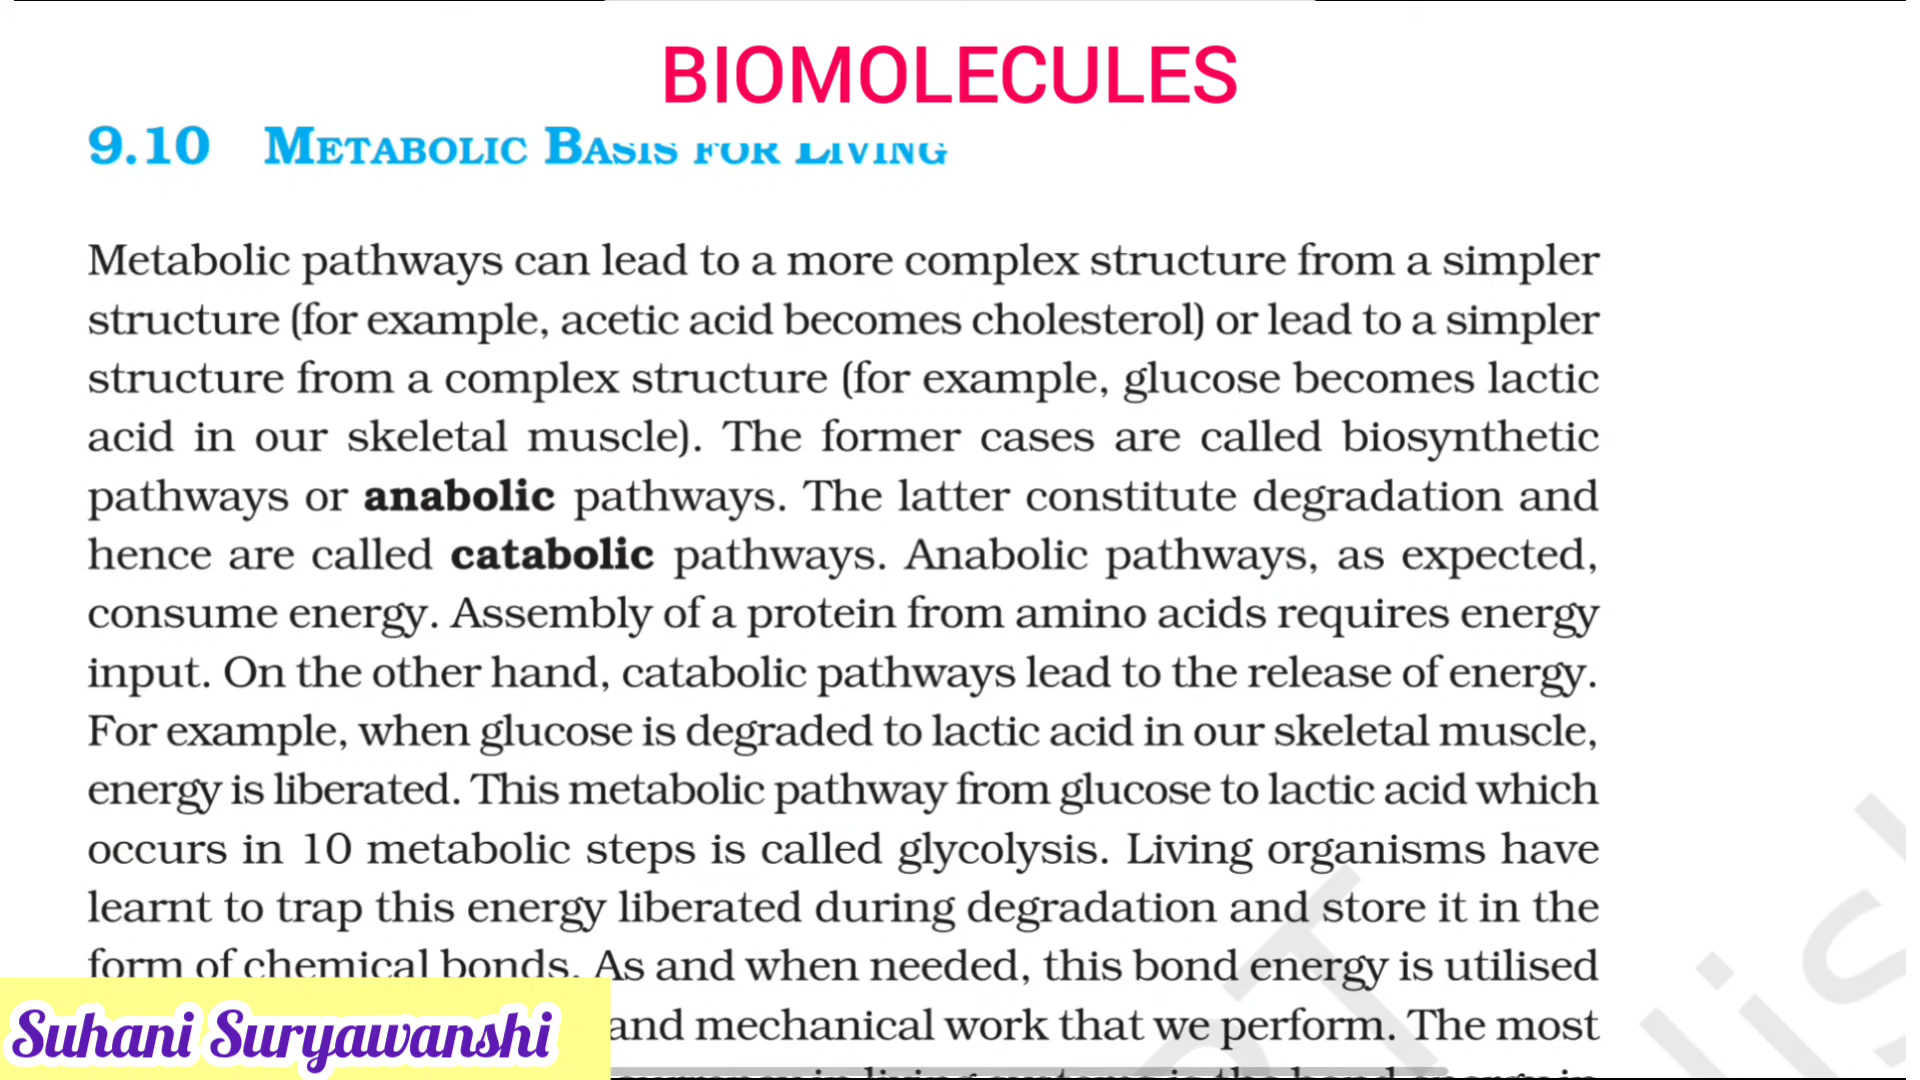 BIOMOLECULES
9.10 METABOLIC BASIS FOR LIVING
Metabolic pathways can lead to a more complex structure from a simpler
structure (for example, acetic acid becomes cholesterol) or lead to a simpler
structure from a complex structure (for example, glucose becomes lactic
acid in our skeletal muscle). The former cases are called biosynthetic
pathways or anabolic pathways. The latter constitute degradation and
hence are called catabolic pathways. Anabolic pathways, as expected,
consume energy. Assembly of a protein from amino acids requires energy
input. On the other hand, catabolic pathways lead to the release of energy.
For example, when glucose is degraded to lactic acid in our skeletal muscle,
energy is liberated. This metabolic pathway from glucose to lactic acid which
occurs in 10 metabolic steps is called glycolysis. Living organisms have
learnt to trap this energy liberated during degradation and store it in the
form of chemical bonds. As and when needed, this bond energy is utilised
and mechanical work that we perform. The most
Suhani Suryawanshi